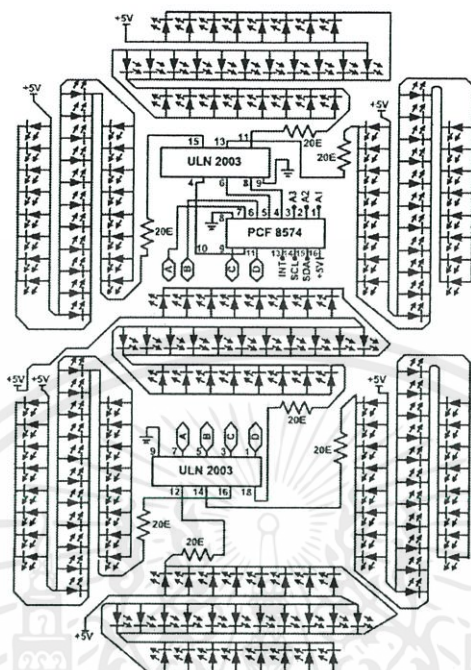 +5V
+5V
+5V
15 13 11
20E
ULN 2003
20E
4 6 8 9
20E
8 7 6 5 4 3 2 1
A3
A2
A1
PCF 8574
10 9 11 13 14 15 16
A
B
C
D
INT
SCL
SDA
+5V
+5V +5V
+5V
20E
A
B
C
D
9 7 5 3 1
20E
ULN 2003
12 14 16 18
20E
20E
+5V